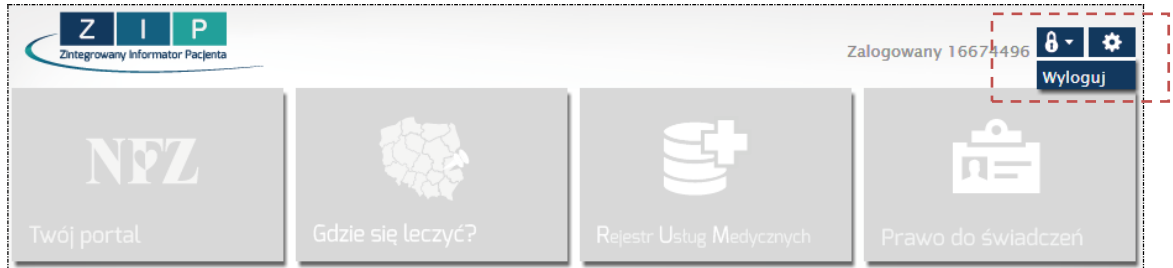 Z I P
Zintegrowany Informator Pacjenta
Zalogowany 16674496
Wyloguj
NFZ
Twój portal
Gdzie się leczyć?
Rejestr Usług Medycznych
Prawo do świadczeń